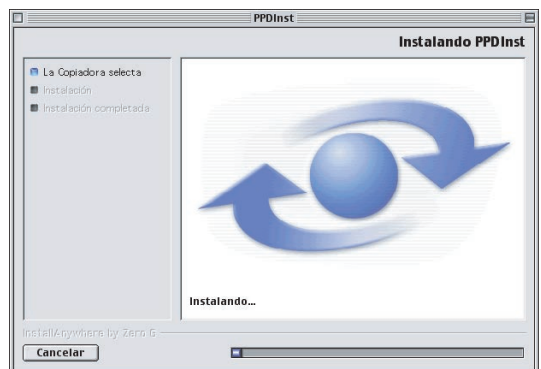 PPDInst
Instalando PPDInst
La Copiadora selecta
Instalación
Instalación completada
Instalando...
InstallAnywhere by Zero G
Cancelar